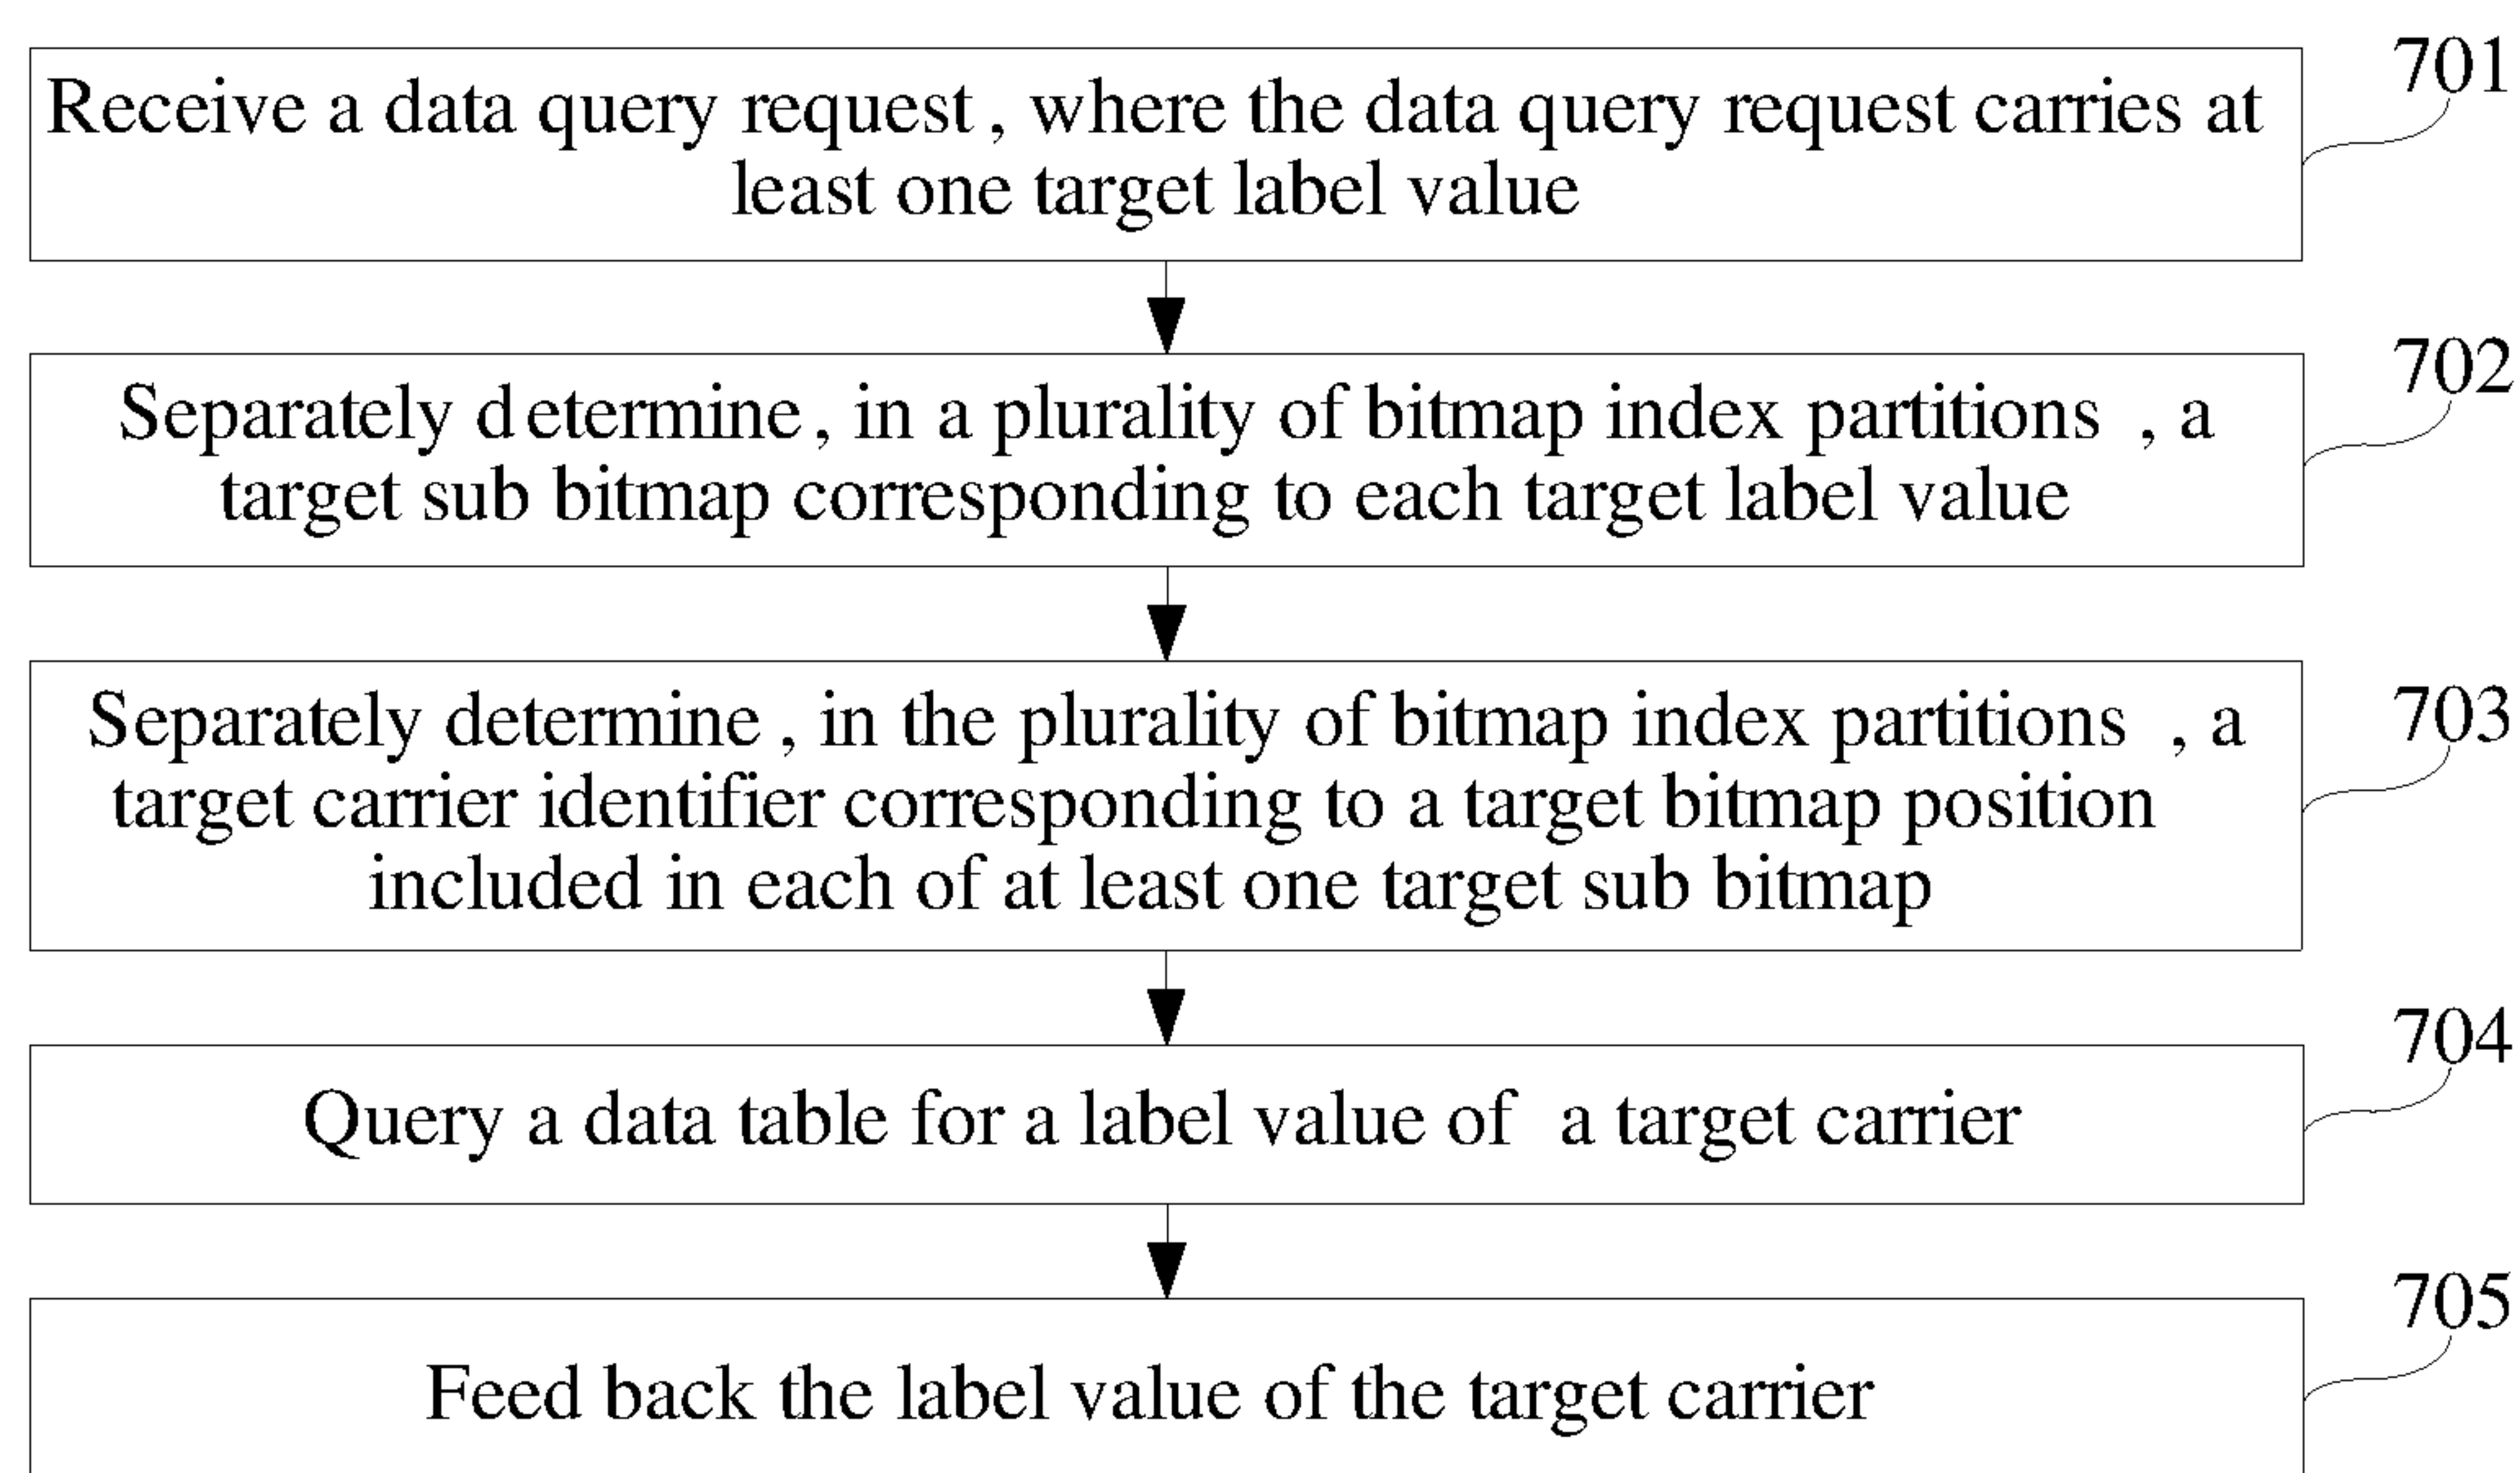 Receive a data query request, where the data query request carries at
least one target label value
701
Separately determine, in a plurality of bitmap index partitions, a
target sub bitmap corresponding to each target label value
702
Separately determine, in the plurality of bitmap index partitions, a
target carrier identifier corresponding to a target bitmap position
included in each of at least one target sub bitmap
703
Query a data table for a label value of a target carrier
704
Feed back the label value of the target carrier
705